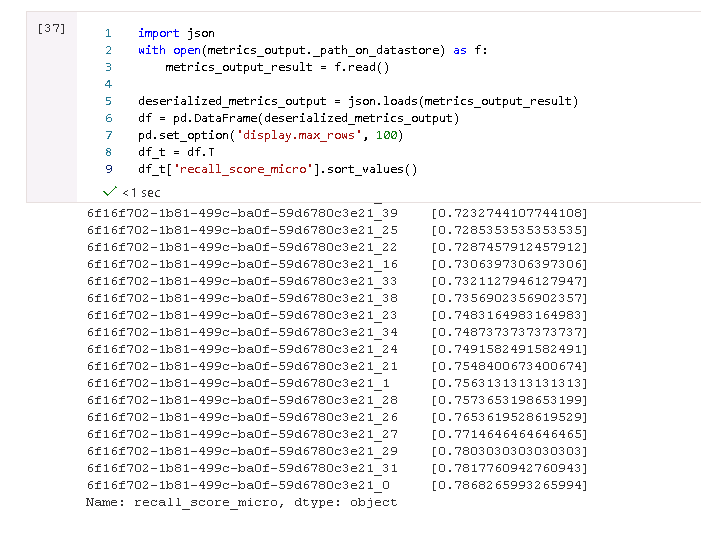 [37]
1 import json
2 with open(metrics_output._path_on_datastore) as f:
3     metrics_output_result = f.read()
4
5 deserialized_metrics_output = json.loads(metrics_output_result)
6 df = pd.DataFrame(deserialized_metrics_output)
7 pd.set_option('display.max_rows', 100)
8 df_t = df.T
9 df_t['recall_score_micro'].sort_values()
<1 sec
6f16f702-1b81-499c-ba0f-59d6780c3e21_39    [0.7232744107744108]
6f16f702-1b81-499c-ba0f-59d6780c3e21_25    [0.7285353535353535]
6f16f702-1b81-499c-ba0f-59d6780c3e21_22    [0.7287457912457912]
6f16f702-1b81-499c-ba0f-59d6780c3e21_16    [0.7306397306397306]
6f16f702-1b81-499c-ba0f-59d6780c3e21_33    [0.7321127946127947]
6f16f702-1b81-499c-ba0f-59d6780c3e21_38    [0.7356902356902357]
6f16f702-1b81-499c-ba0f-59d6780c3e21_23    [0.7483164983164983]
6f16f702-1b81-499c-ba0f-59d6780c3e21_34    [0.7487373737373737]
6f16f702-1b81-499c-ba0f-59d6780c3e21_24    [0.7491582491582491]
6f16f702-1b81-499c-ba0f-59d6780c3e21_21    [0.7548400673400674]
6f16f702-1b81-499c-ba0f-59d6780c3e21_1     [0.7563131313131313]
6f16f702-1b81-499c-ba0f-59d6780c3e21_28    [0.7573653198653199]
6f16f702-1b81-499c-ba0f-59d6780c3e21_26    [0.7653619528619529]
6f16f702-1b81-499c-ba0f-59d6780c3e21_27    [0.7714646464646465]
6f16f702-1b81-499c-ba0f-59d6780c3e21_29    [0.7803030303030303]
6f16f702-1b81-499c-ba0f-59d6780c3e21_31    [0.7817760942760943]
6f16f702-1b81-499c-ba0f-59d6780c3e21_0     [0.7868265993265994]
Name: recall_score_micro, dtype: object